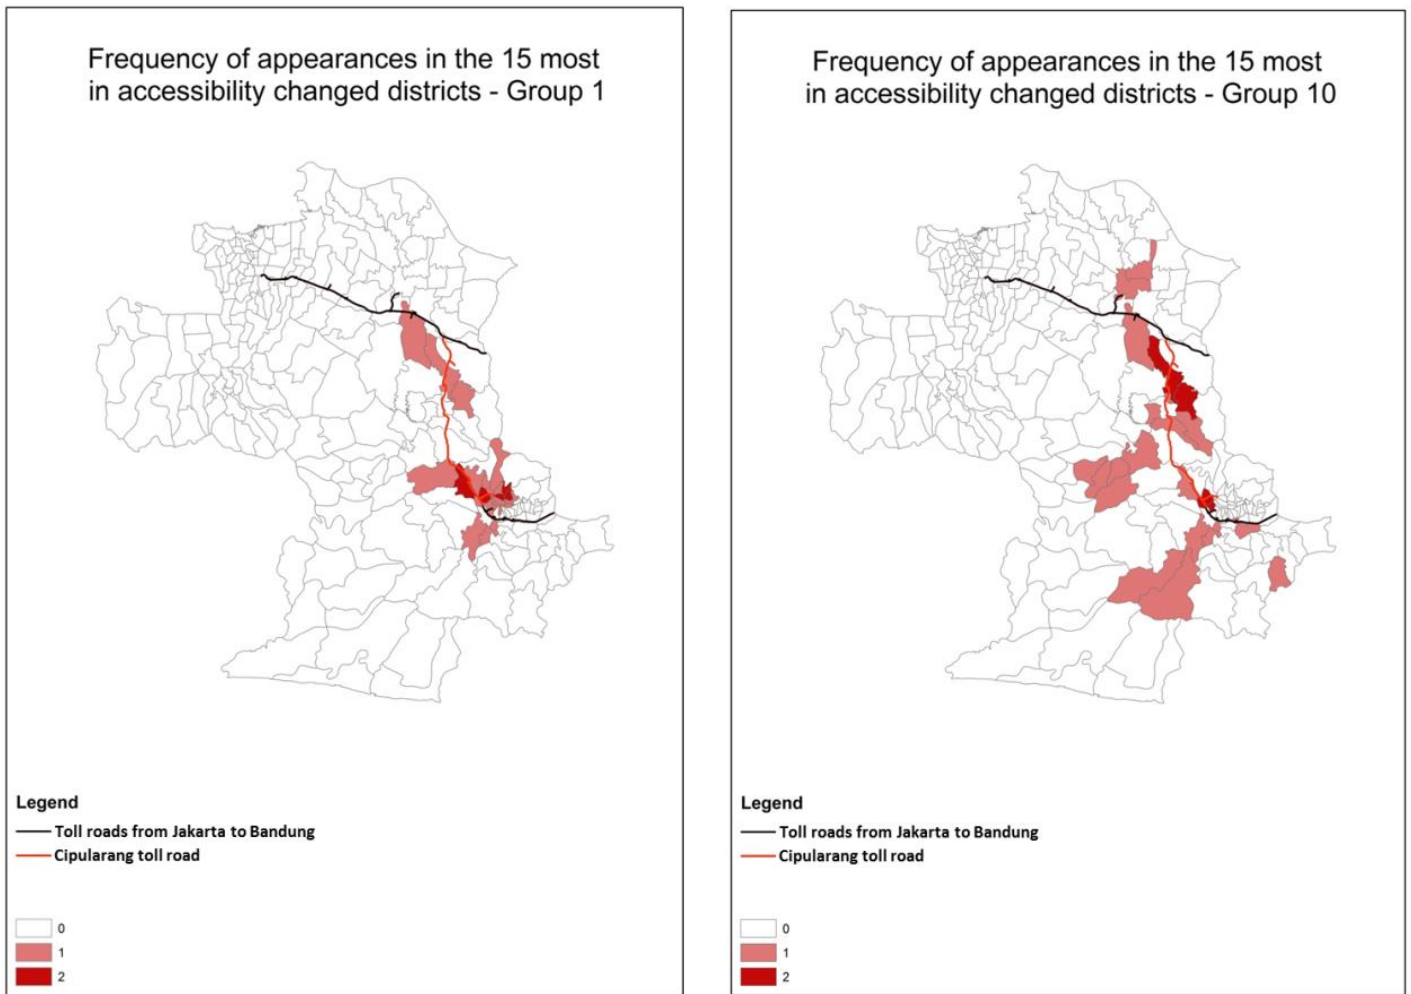 Frequency of appearances in the 15 most
in accessibility changed districts - Group 1
Legend
Toll roads from Jakarta to Bandung
Cipularang toll road
0
1
2
Frequency of appearances in the 15 most
in accessibility changed districts - Group 10
Legend
Toll roads from Jakarta to Bandung
Cipularang toll road
0
1
2